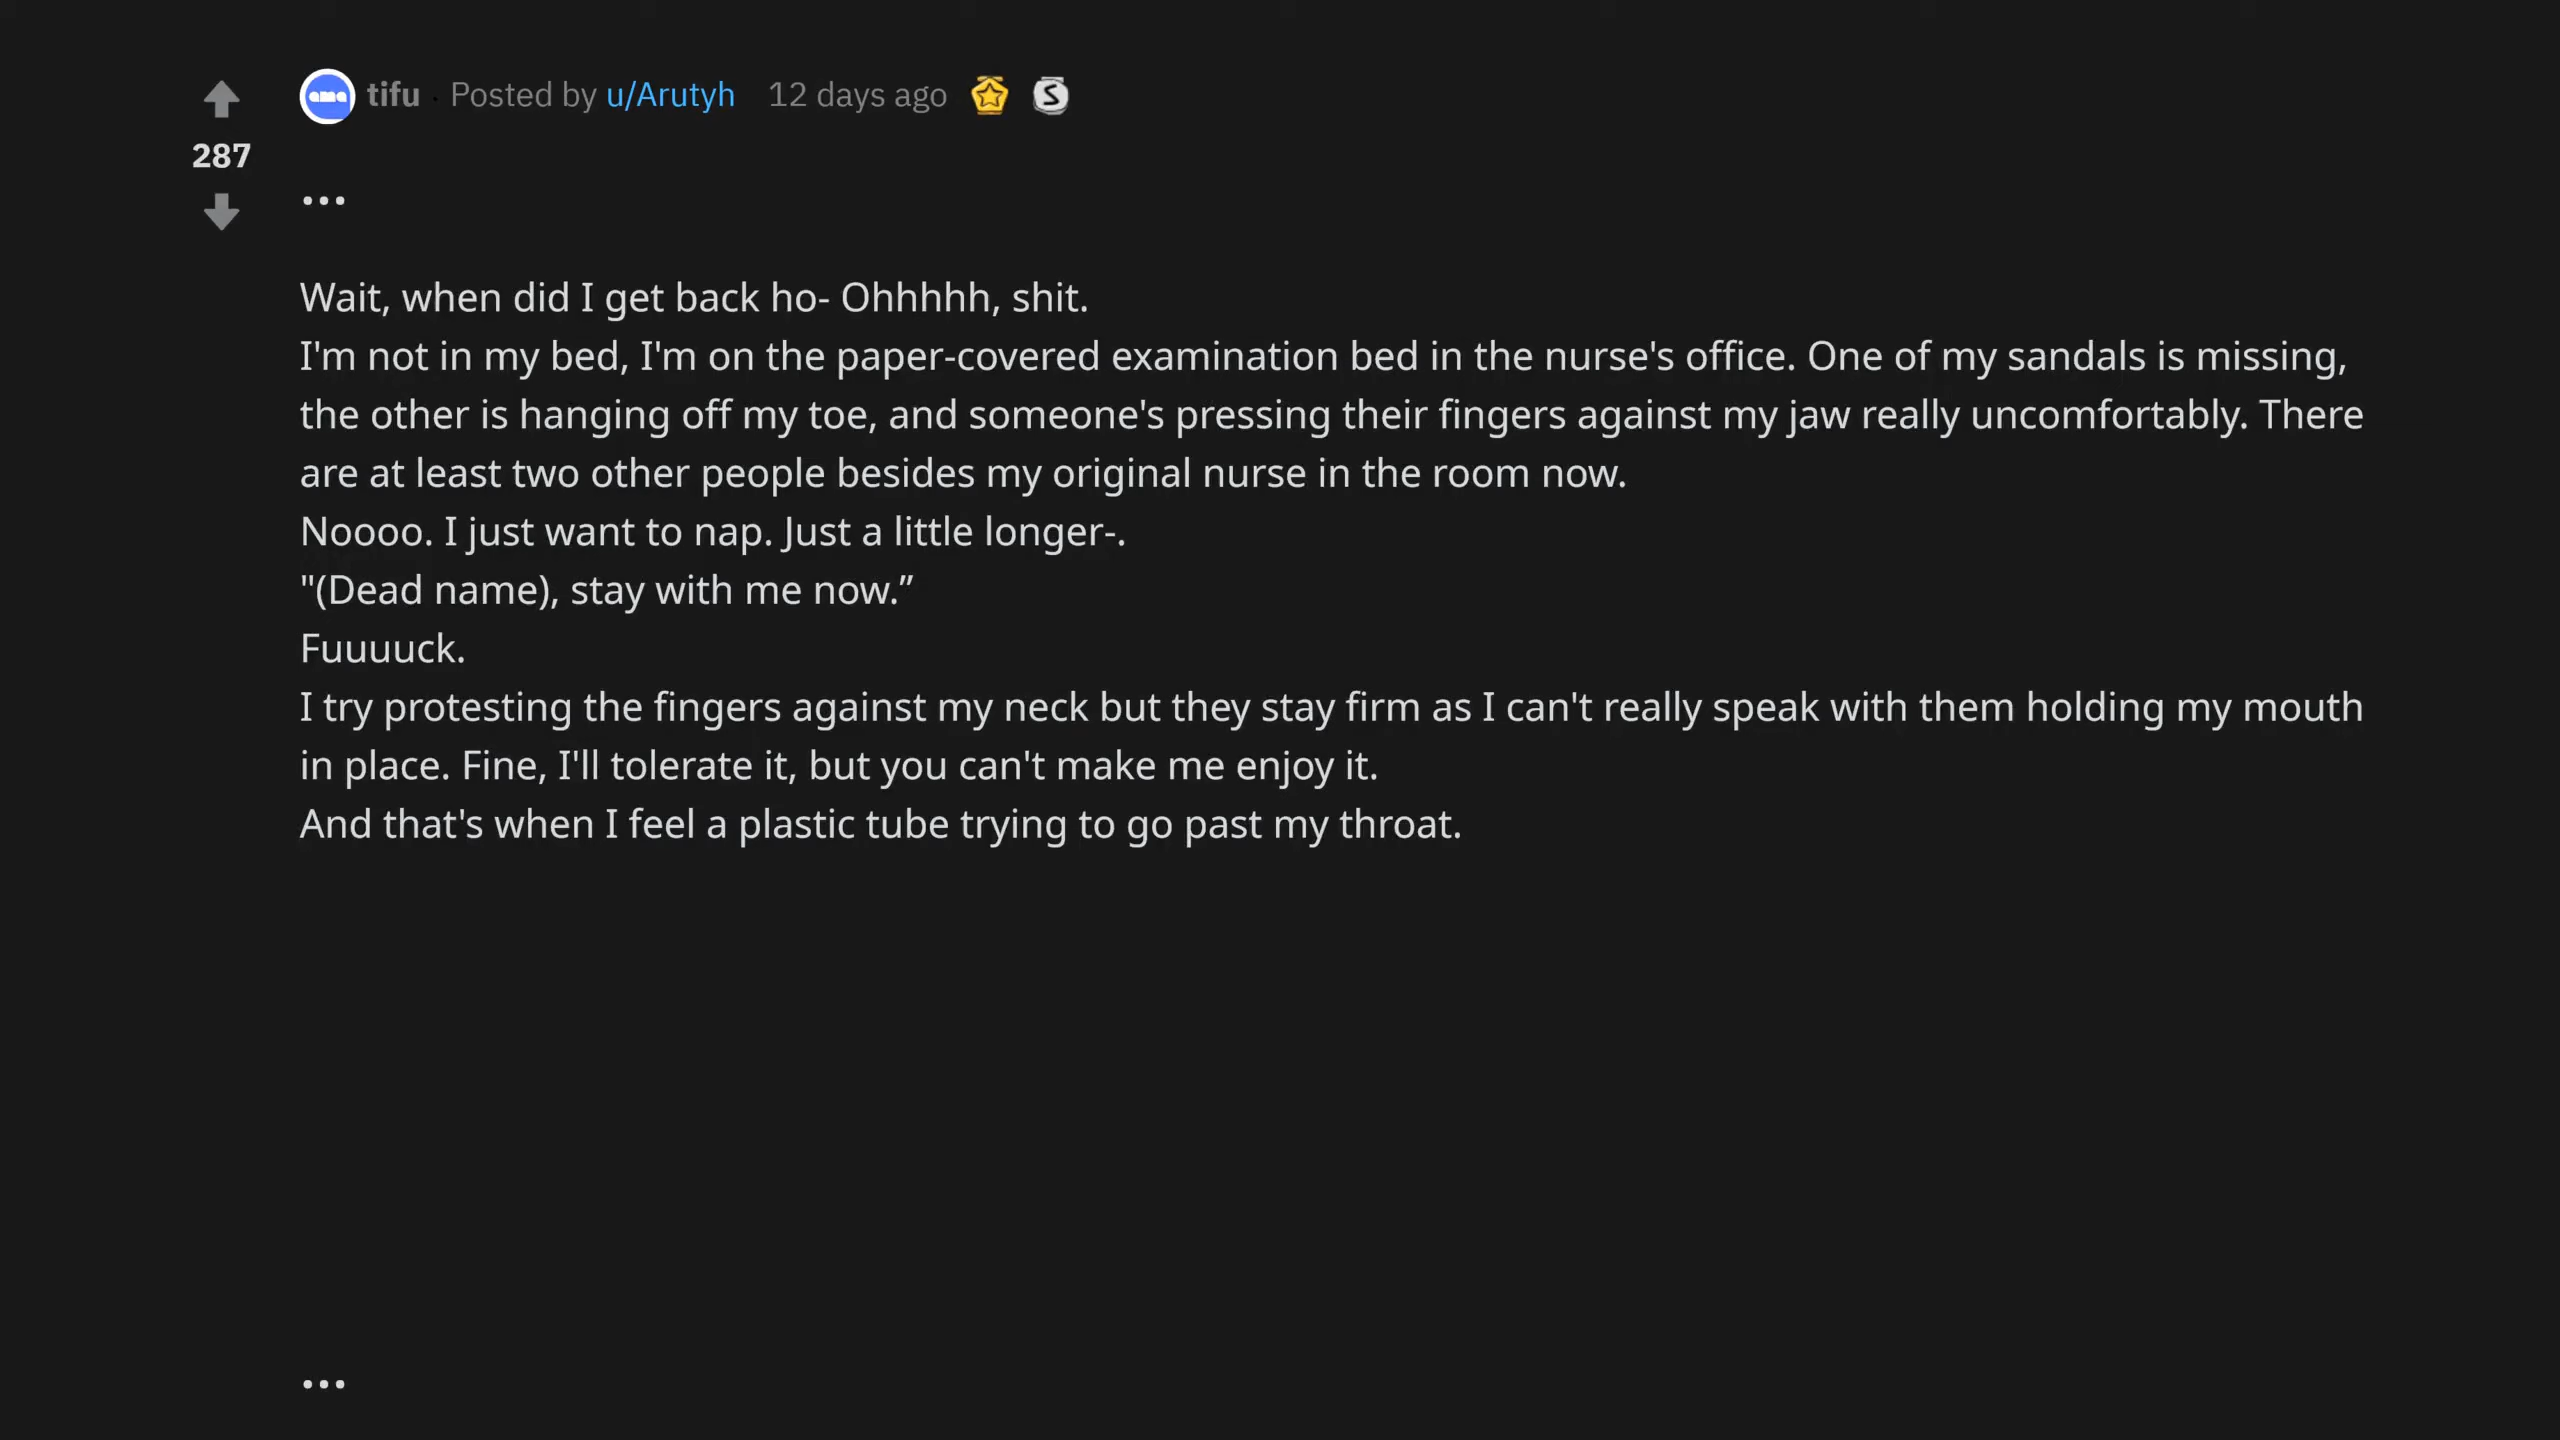 ama tifu · Posted by u/Arutyh 12 days ago S
287
...
Wait, when did I get back ho- Ohhhhh, shit.
I'm not in my bed, I'm on the paper-covered examination bed in the nurse's office. One of my sandals is missing,
the other is hanging off my toe, and someone's pressing their fingers against my jaw really uncomfortably. There
are at least two other people besides my original nurse in the room now.
Noooo. I just want to nap. Just a little longer-.
"(Dead name), stay with me now.”
Fuuuuck.
I try protesting the fingers against my neck but they stay firm as I can't really speak with them holding my mouth
in place. Fine, I'll tolerate it, but you can't make me enjoy it.
And that's when I feel a plastic tube trying to go past my throat.
...